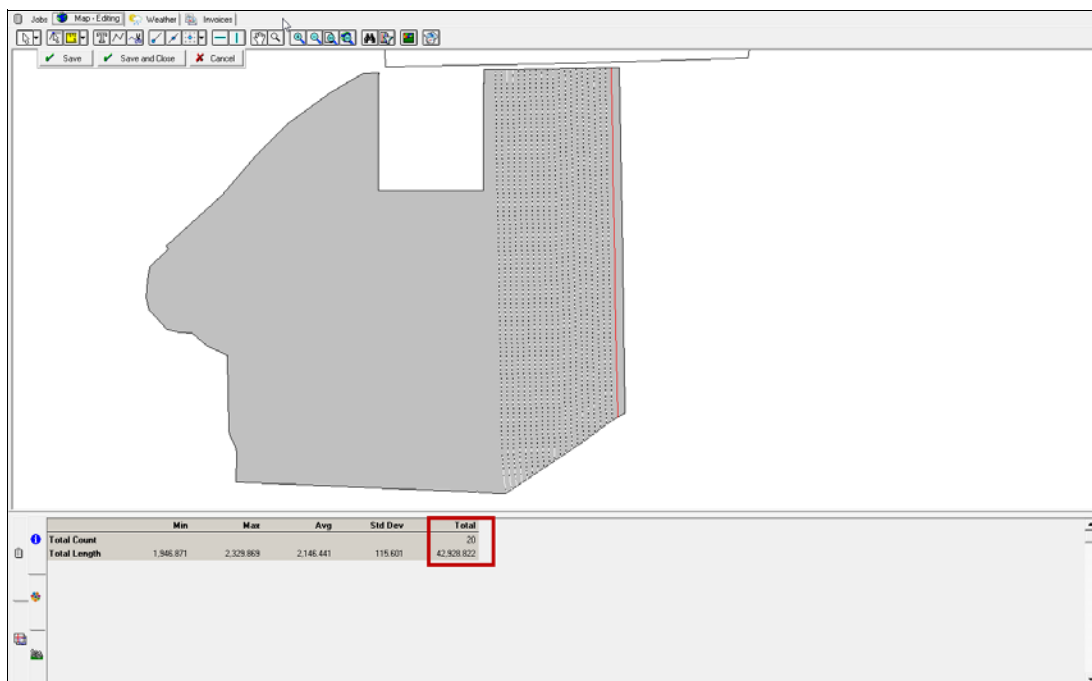 Jobs Map - Editing Weather Invoices
Save Save and Close Cancel
Min Max Avg Std Dev Total
Total Count 20
Total Length 1,946.871 2,329.869 2,146.441 115.601 42,928.822